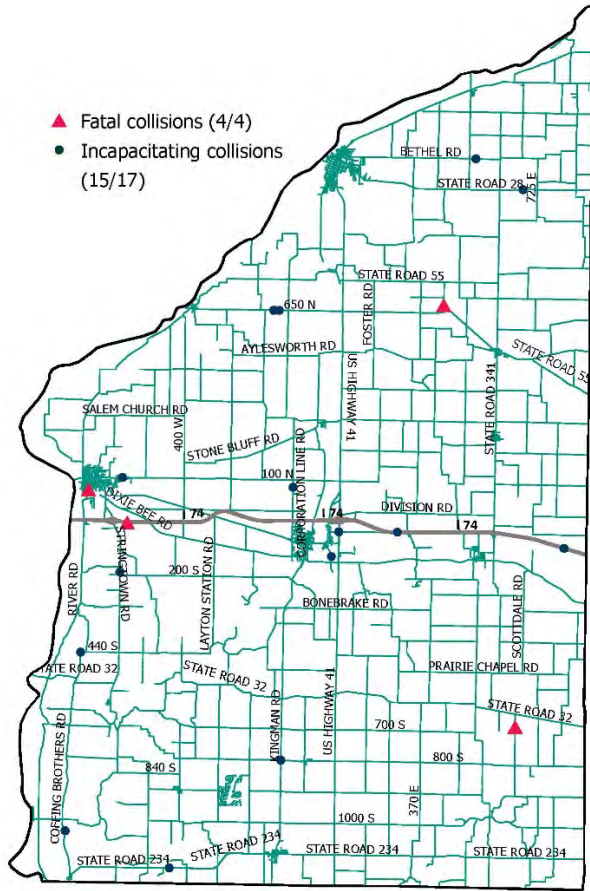 Fatal collisions (4/4)
Incapacitating collisions
(15/17)
BETHEL RD
STATE ROAD 28
725 E
STATE ROAD 55
650 N
FOSTER RD
AYLESWORTH RD
STATE ROAD 55
US HIGHWAY 41
STATE ROAD 341
SALEM CHURCH RD
400 W
STONE BLUFF RD
CORPORATION LINE RD
100 N
DIXIE BEE RD
I 74
I 74
DIVISION RD
I 74
STRINGTOWN RD
RIVER RD
200 S
LAYTON STATION RD
BONEBRAKE RD
SCOTTDALE RD
440 S
STATE ROAD 32
STATE ROAD 32
PRAIRIE CHAPEL RD
US HIGHWAY 41
KINGMAN RD
STATE ROAD 32
700 S
COFFING BROTHERS RD
840 S
800 S
370 E
1000 S
STATE ROAD 234
STATE ROAD 234
STATE ROAD 234
STATE ROAD 234